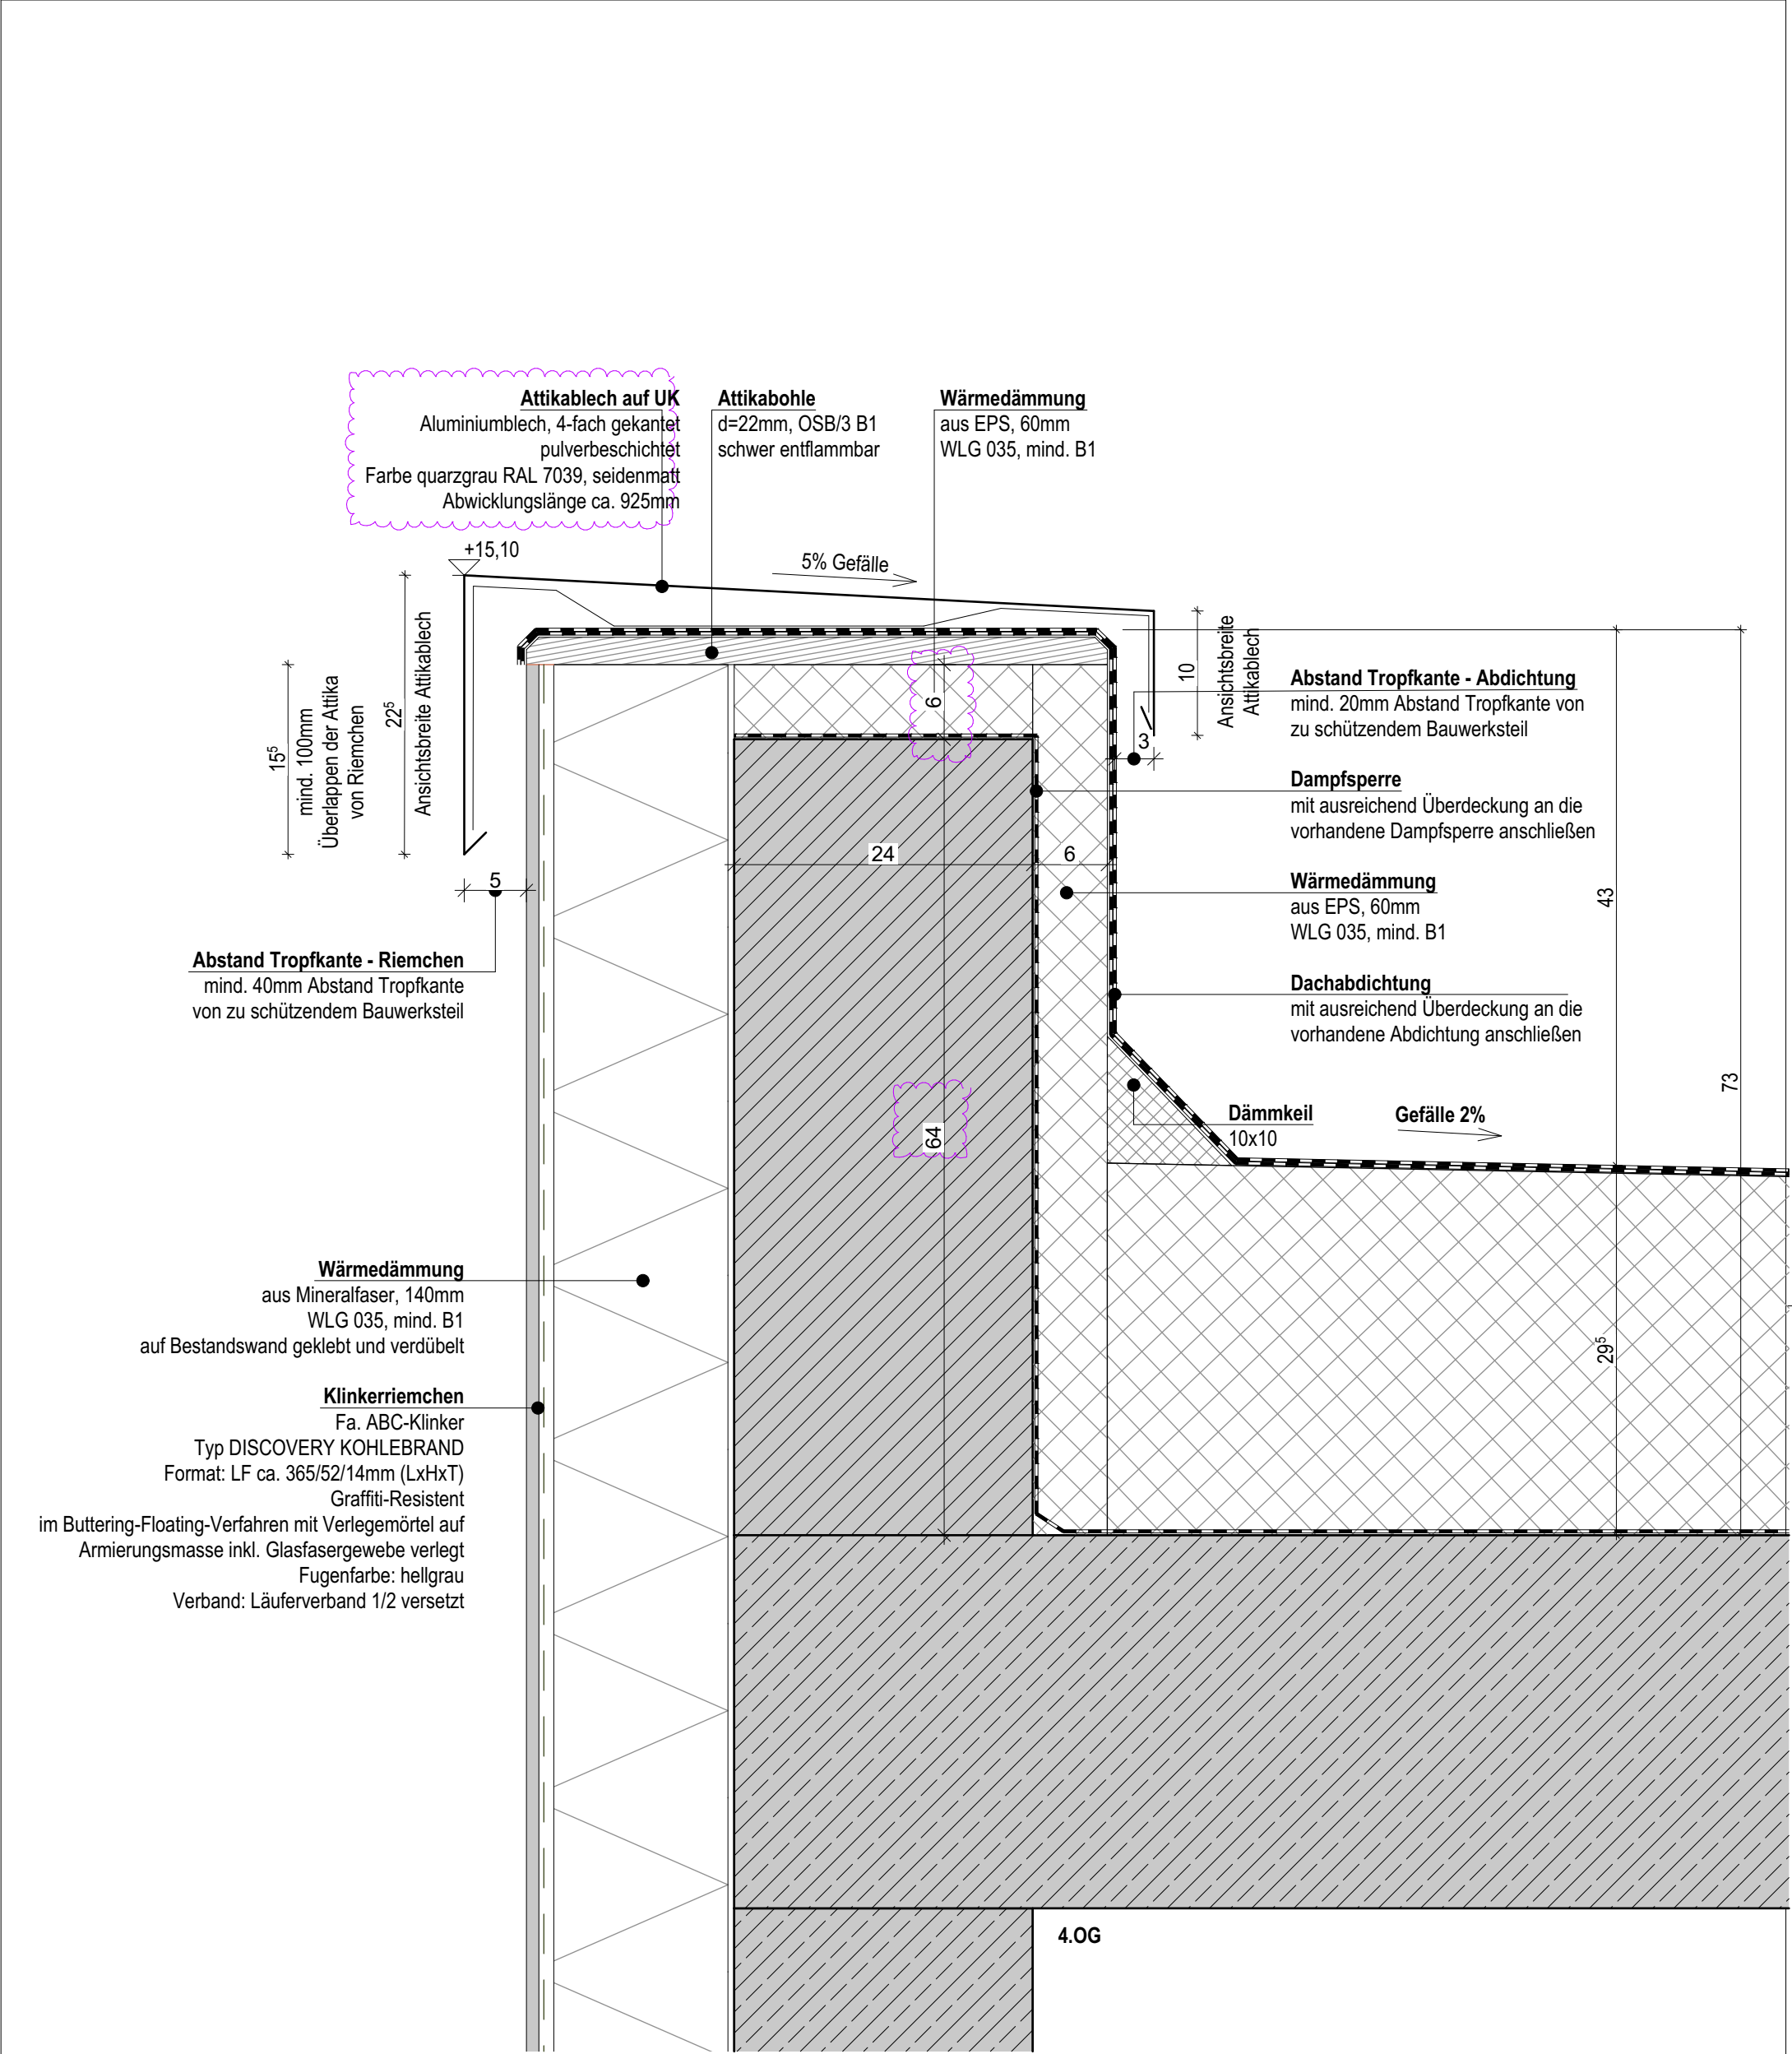 Attikablech auf UK
Aluminiumblech, 4-fach gekantet
pulverbeschichtet
Farbe quarzgrau RAL 7039, seidenmatt
Abwicklungslänge ca. 925mm
Attikabohle
d=22mm, OSB/3 B1
schwer entflammbar
Wärmedämmung
aus EPS, 60mm
WLG 035, mind. B1
+15,10
5% Gefälle
15⁵
mind. 100mm
Überlappen der Attika
von Riemchen
22⁵
Ansichtsbreite Attikablech
6
10
Ansichtsbreite
Attikablech
3
Abstand Tropfkante - Abdichtung
mind. 20mm Abstand Tropfkante von
zu schützendem Bauwerksteil
Dampfsperre
mit ausreichend Überdeckung an die
vorhandene Dampfsperre anschließen
24
6
5
Wärmedämmung
aus EPS, 60mm
WLG 035, mind. B1
43
Abstand Tropfkante - Riemchen
mind. 40mm Abstand Tropfkante
von zu schützendem Bauwerksteil
Dachabdichtung
mit ausreichend Überdeckung an die
vorhandene Abdichtung anschließen
73
64
Dämmkeil
10x10
Gefälle 2%
Wärmedämmung
aus Mineralfaser, 140mm
WLG 035, mind. B1
auf Bestandswand geklebt und verdübelt
29⁵
Klinkerriemchen
Fa. ABC-Klinker
Typ DISCOVERY KOHLEBRAND
Format: LF ca. 365/52/14mm (LxHxT)
Graffiti-Resistent
im Buttering-Floating-Verfahren mit Verlegemörtel auf
Armierungsmasse inkl. Glasfasergewebe verlegt
Fugenfarbe: hellgrau
Verband: Läuferverband 1/2 versetzt
4.OG